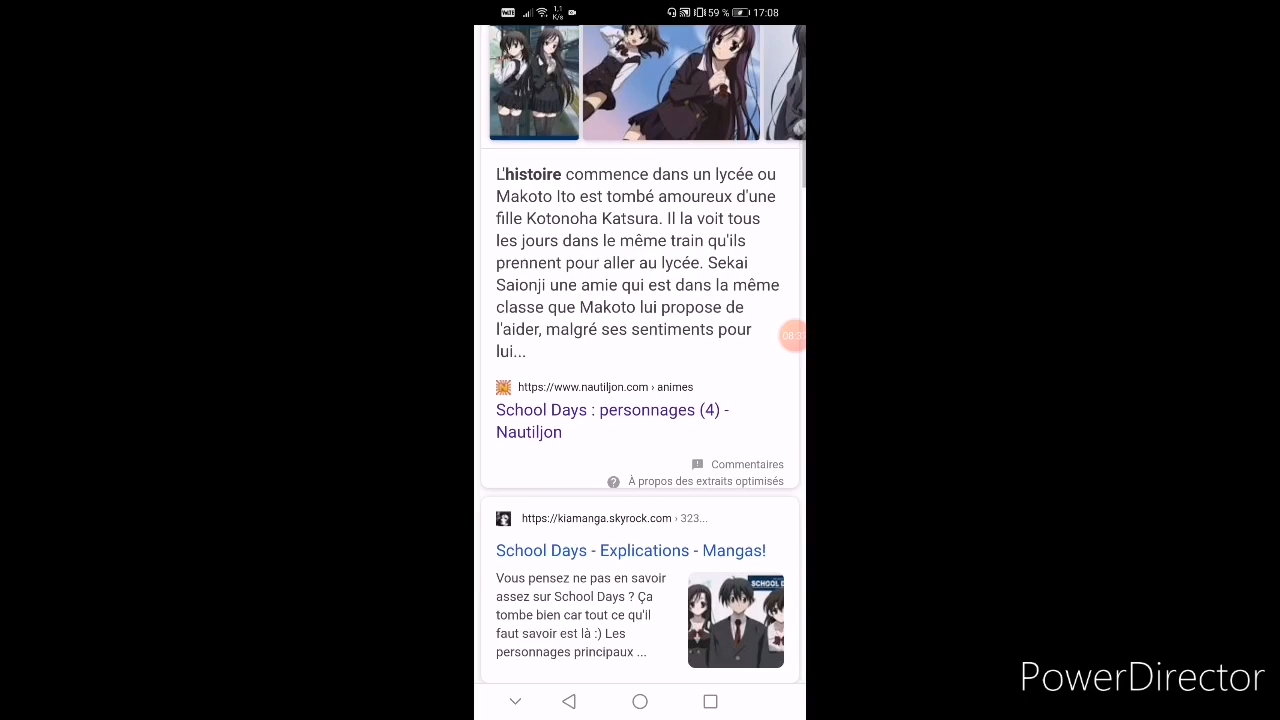 VoLTE 1,1 K/s 59 % 17:08
L'histoire commence dans un lycée ou
Makoto Ito est tombé amoureux d'une
fille Kotonoha Katsura. Il la voit tous
les jours dans le même train qu'ils
prennent pour aller au lycée. Sekai
Saionji une amie qui est dans la même
classe que Makoto lui propose de
l'aider, malgré ses sentiments pour
lui...
https://www.nautiljon.com › animes
School Days : personnages (4) -
Nautiljon
Commentaires
À propos des extraits optimisés
https://kiamanga.skyrock.com › 323...
School Days - Explications - Mangas!
Vous pensez ne pas en savoir
assez sur School Days ? Ça
tombe bien car tout ce qu'il
faut savoir est là :) Les
personnages principaux ...
SCHOOL
PowerDirector